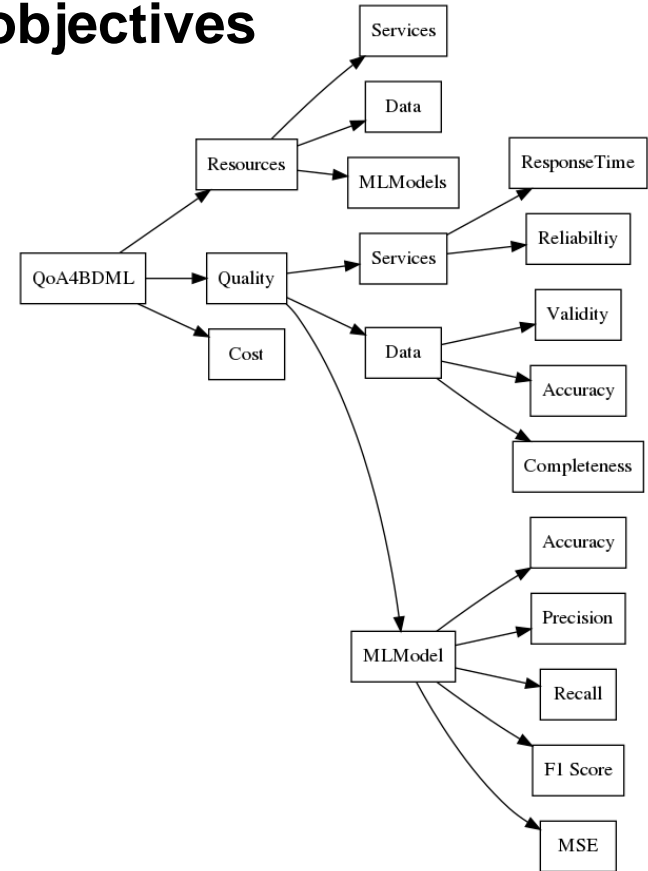 objectives
Services
Data
Resources
MLModels
ResponseTime
Reliabiltiy
QoA4BDML
Quality
Services
Validity
Cost
Data
Accuracy
Completeness
Accuracy
Precision
MLModel
Recall
F1 Score
MSE